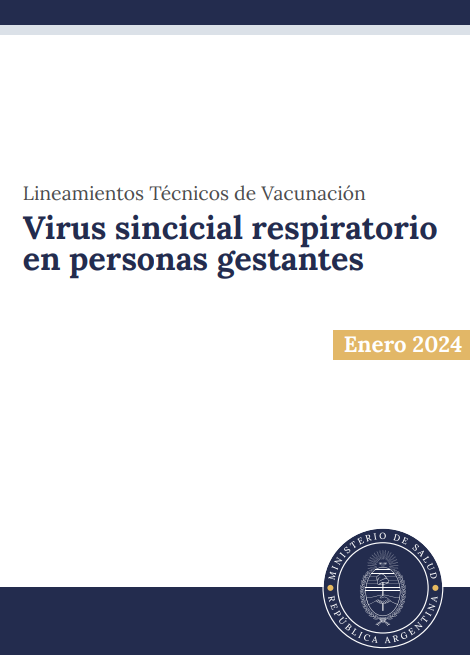 Lineamientos Técnicos de Vacunación
Virus sincicial respiratorio
en personas gestantes
Enero 2024
MINISTERIO DE SALUD
REPÚBLICA ARGENTINA